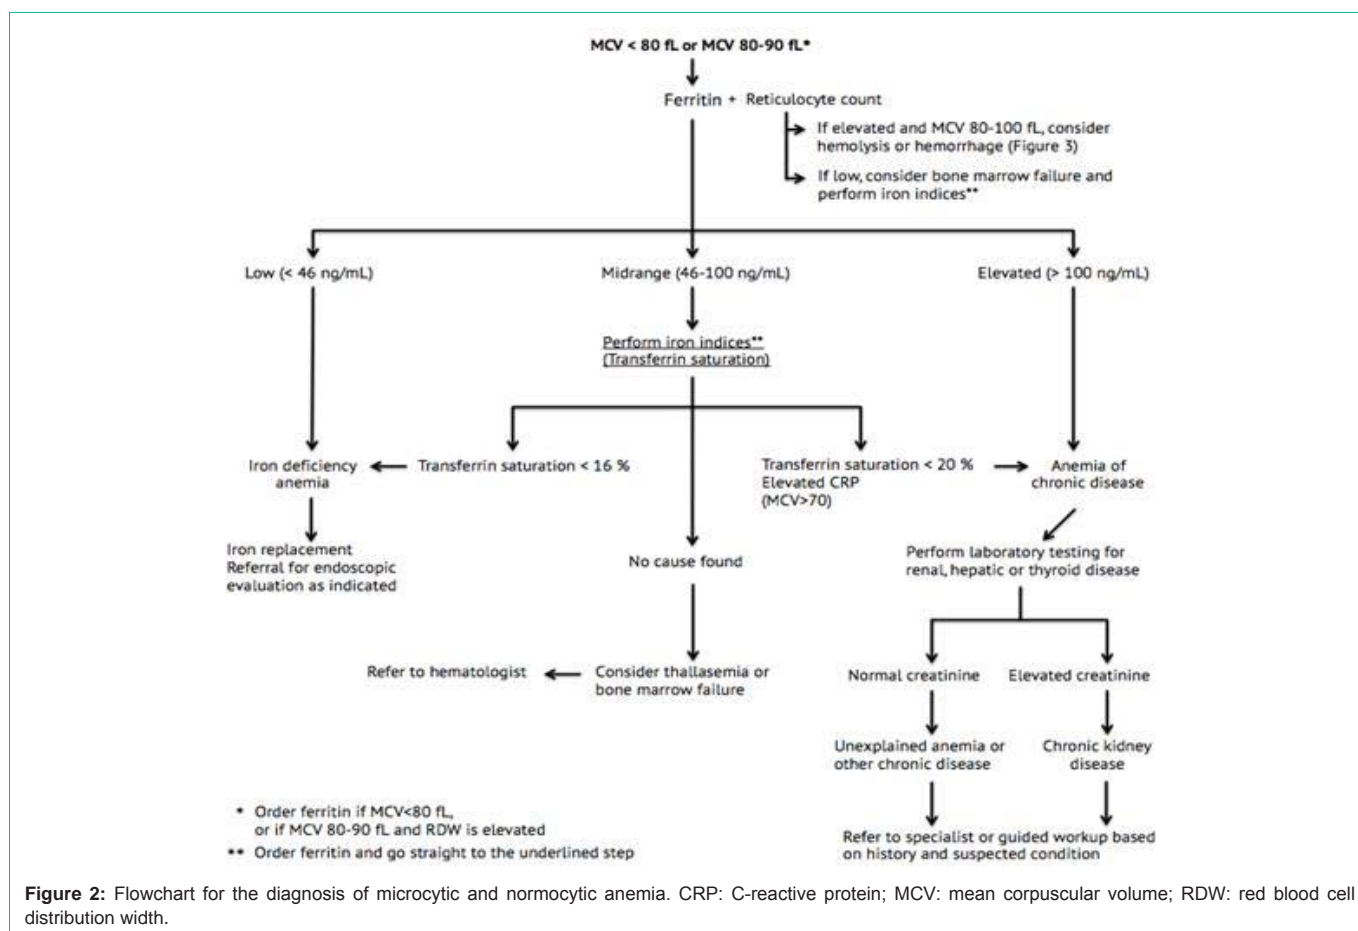 MCV < 80 fL or MCV 80-90 fL*
Ferritin + Reticulocyte count
If elevated and MCV 80-100 fL, consider
hemolysis or hemorrhage (Figure 3)
If low, consider bone marrow failure and
perform iron indices**
Low (< 46 ng/mL)
Midrange (46-100 ng/mL)
Elevated (> 100 ng/mL)
Perform iron indices**
(Transferrin saturation)
Iron deficiency
anemia
Transferrin saturation < 16 %
Transferrin saturation < 20 %
Elevated CRP
(MCV>70)
Anemia of
chronic disease
Iron replacement
Referral for endoscopic
evaluation as indicated
No cause found
Perform laboratory testing for
renal, hepatic or thyroid disease
Refer to hematologist
Consider thallasemia or
bone marrow failure
Normal creatinine
Elevated creatinine
Unexplained anemia or
other chronic disease
Chronic kidney
disease
Refer to specialist or guided workup based
on history and suspected condition
* Order ferritin if MCV<80 fL,
or if MCV 80-90 fL and RDW is elevated
** Order ferritin and go straight to the underlined step
Figure 2: Flowchart for the diagnosis of microcytic and normocytic anemia. CRP: C-reactive protein; MCV: mean corpuscular volume; RDW: red blood cell
distribution width.